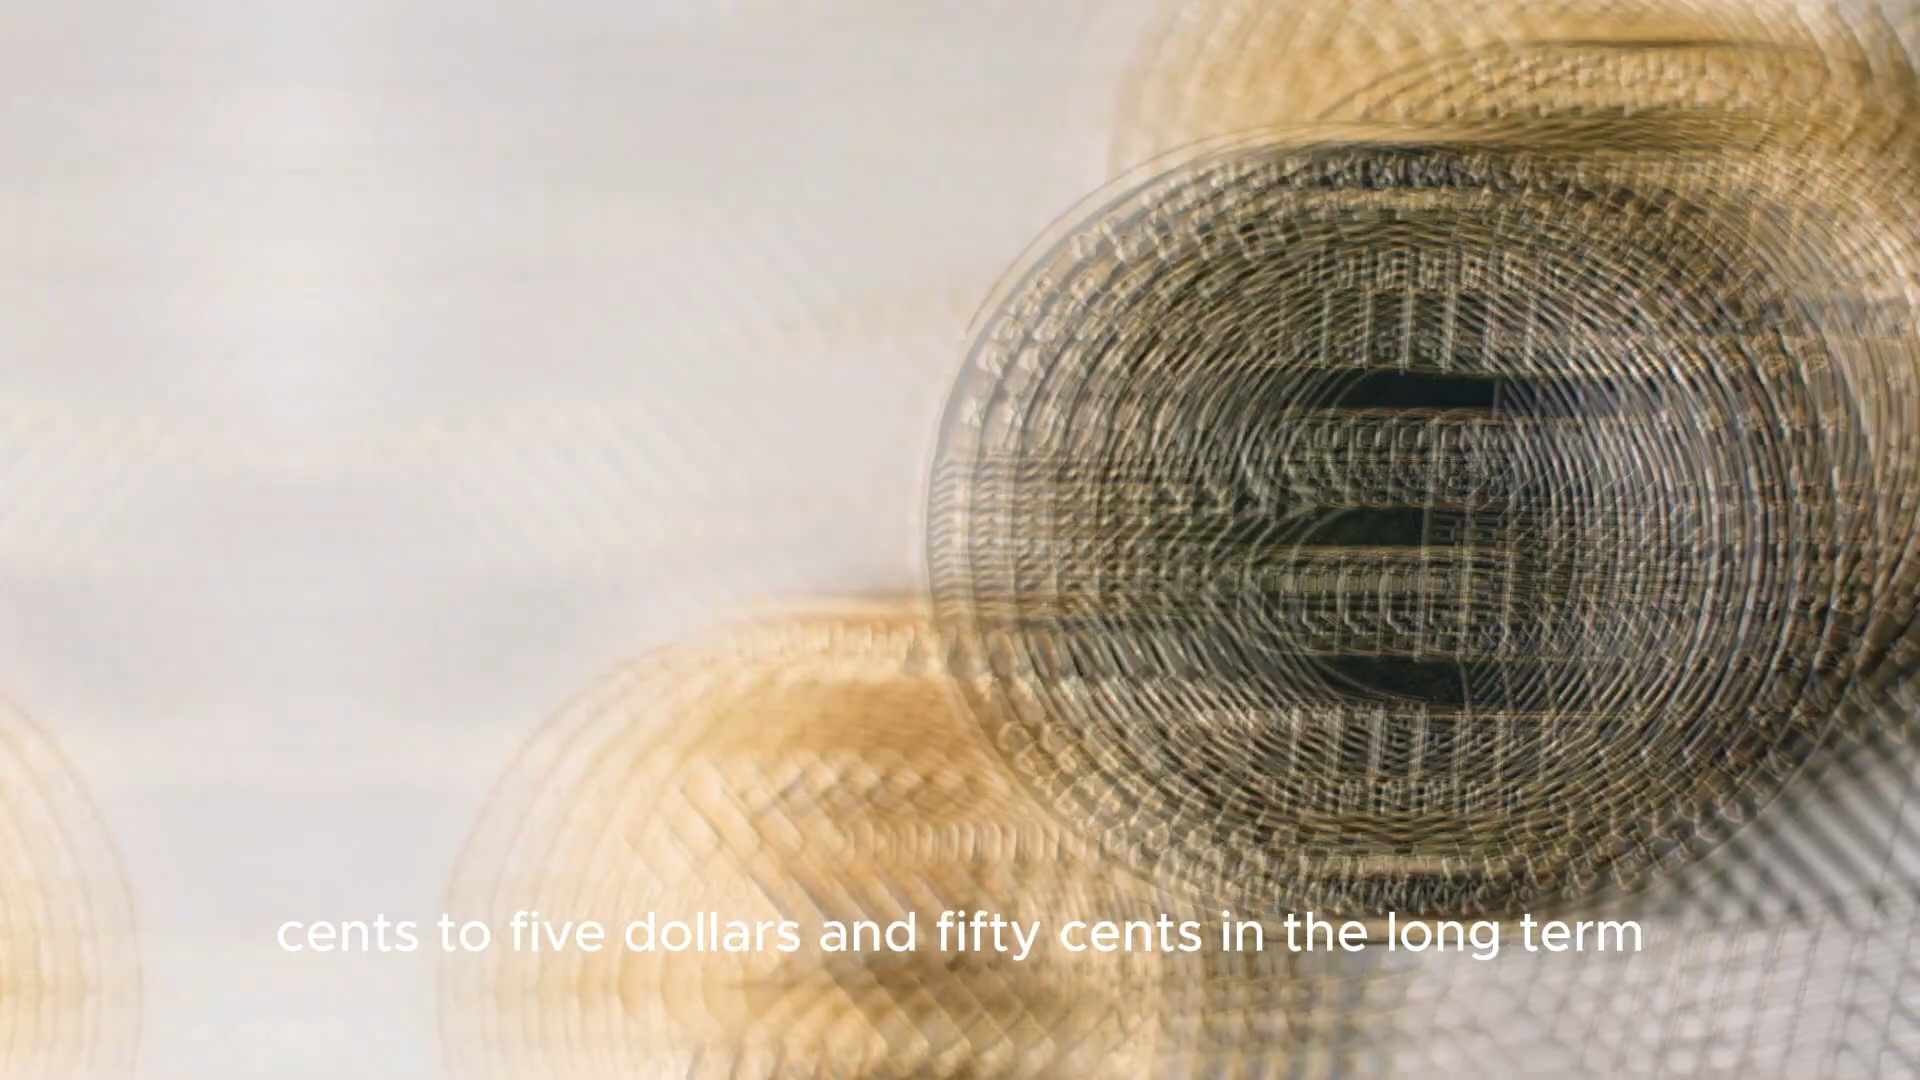 cents to five dollars and fifty cents in the long term